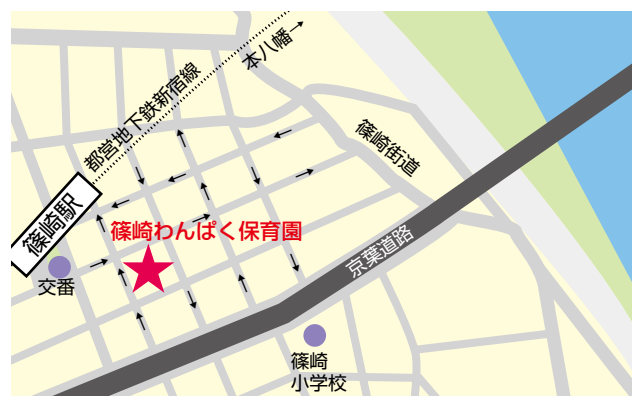 本八幡→
都営地下鉄新宿線
篠崎街道
篠崎駅
篠崎わんぱく保育園
京葉道路
交番
篠崎
小学校